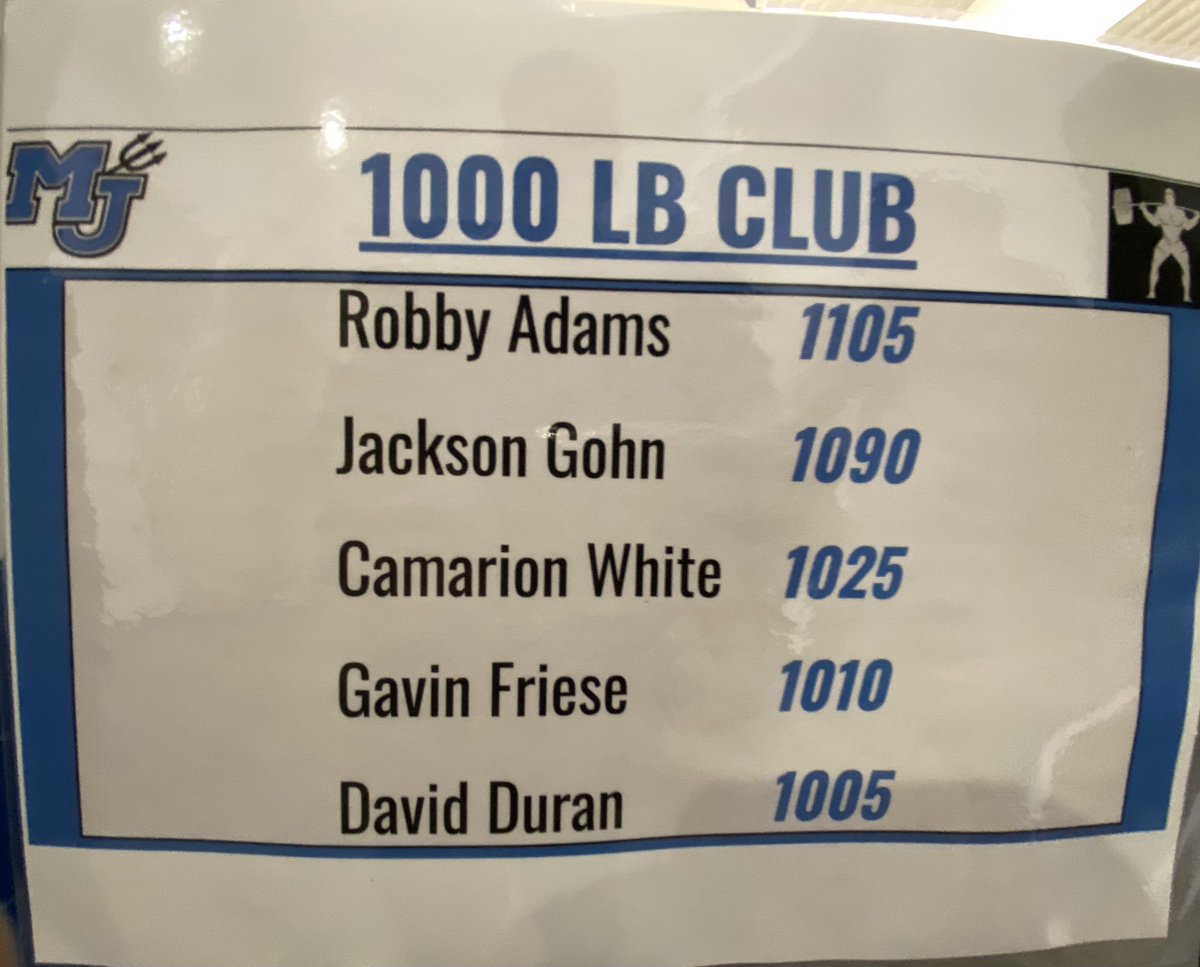 MJ
1000 LB CLUB
Robby Adams 1105
Jackson Gohn 1090
Camarion White 1025
Gavin Friese 1010
David Duran 1005